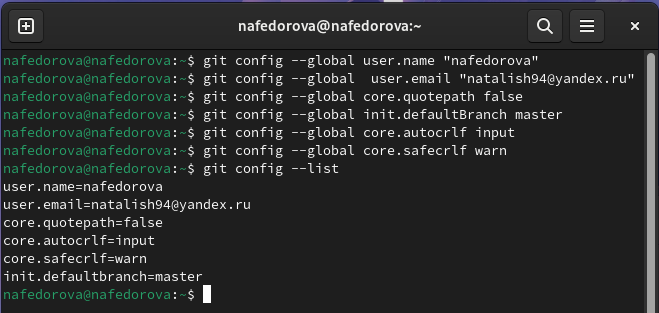 nafedorova@nafedorova:~
nafedorova@nafedorova:~$ git config --global user.name "nafedorova"
nafedorova@nafedorova:~$ git config --global  user.email "natalish94@yandex.ru"
nafedorova@nafedorova:~$ git config --global core.quotepath false
nafedorova@nafedorova:~$ git config --global init.defaultBranch master
nafedorova@nafedorova:~$ git config --global core.autocrlf input
nafedorova@nafedorova:~$ git config --global core.safecrlf warn
nafedorova@nafedorova:~$ git config --list
user.name=nafedorova
user.email=natalish94@yandex.ru
core.quotepath=false
core.autocrlf=input
core.safecrlf=warn
init.defaultbranch=master
nafedorova@nafedorova:~$